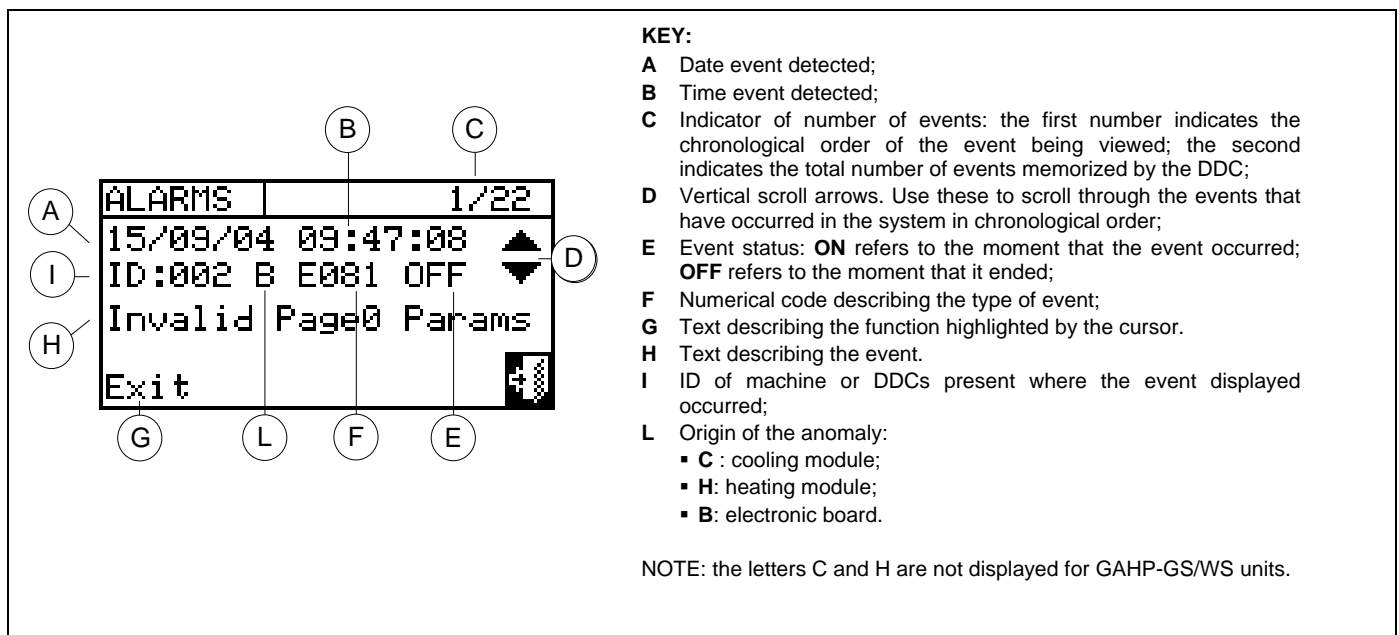 KEY:
A Date event detected;
B Time event detected;
C Indicator of number of events: the first number indicates the
chronological order of the event being viewed; the second
indicates the total number of events memorized by the DDC;
D Vertical scroll arrows. Use these to scroll through the events that
have occurred in the system in chronological order;
E Event status: ON refers to the moment that the event occurred;
OFF refers to the moment that it ended;
F Numerical code describing the type of event;
G Text describing the function highlighted by the cursor.
H Text describing the event.
I ID of machine or DDCs present where the event displayed
occurred;
L Origin of the anomaly:
▪ C : cooling module;
▪ H: heating module;
▪ B: electronic board.
NOTE: the letters C and H are not displayed for GAHP-GS/WS units.
B C
ALARMS 1/22
A
15/09/04 09:47:08
D
I
ID:002 B E081 OFF
Invalid Page0 Params
H
Exit
G L F E